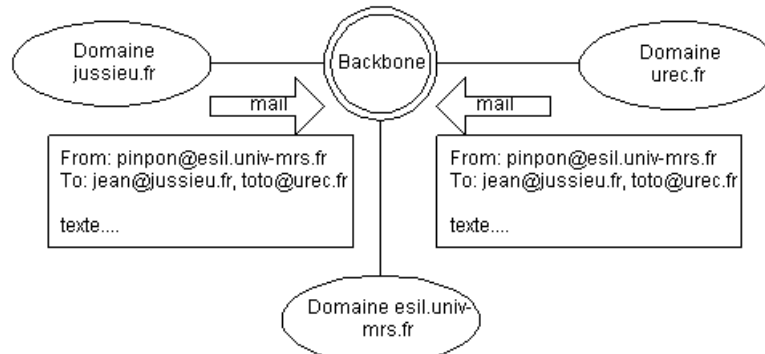 Domaine
jussieu.fr
Backbone
Domaine
urec.fr
mail
mail
From: pinpon@esil.univ-mrs.fr
To: jean@jussieu.fr, toto@urec.fr
texte....
From: pinpon@esil.univ-mrs.fr
To: jean@jussieu.fr, toto@urec.fr
texte....
Domaine esil.univ-
mrs.fr